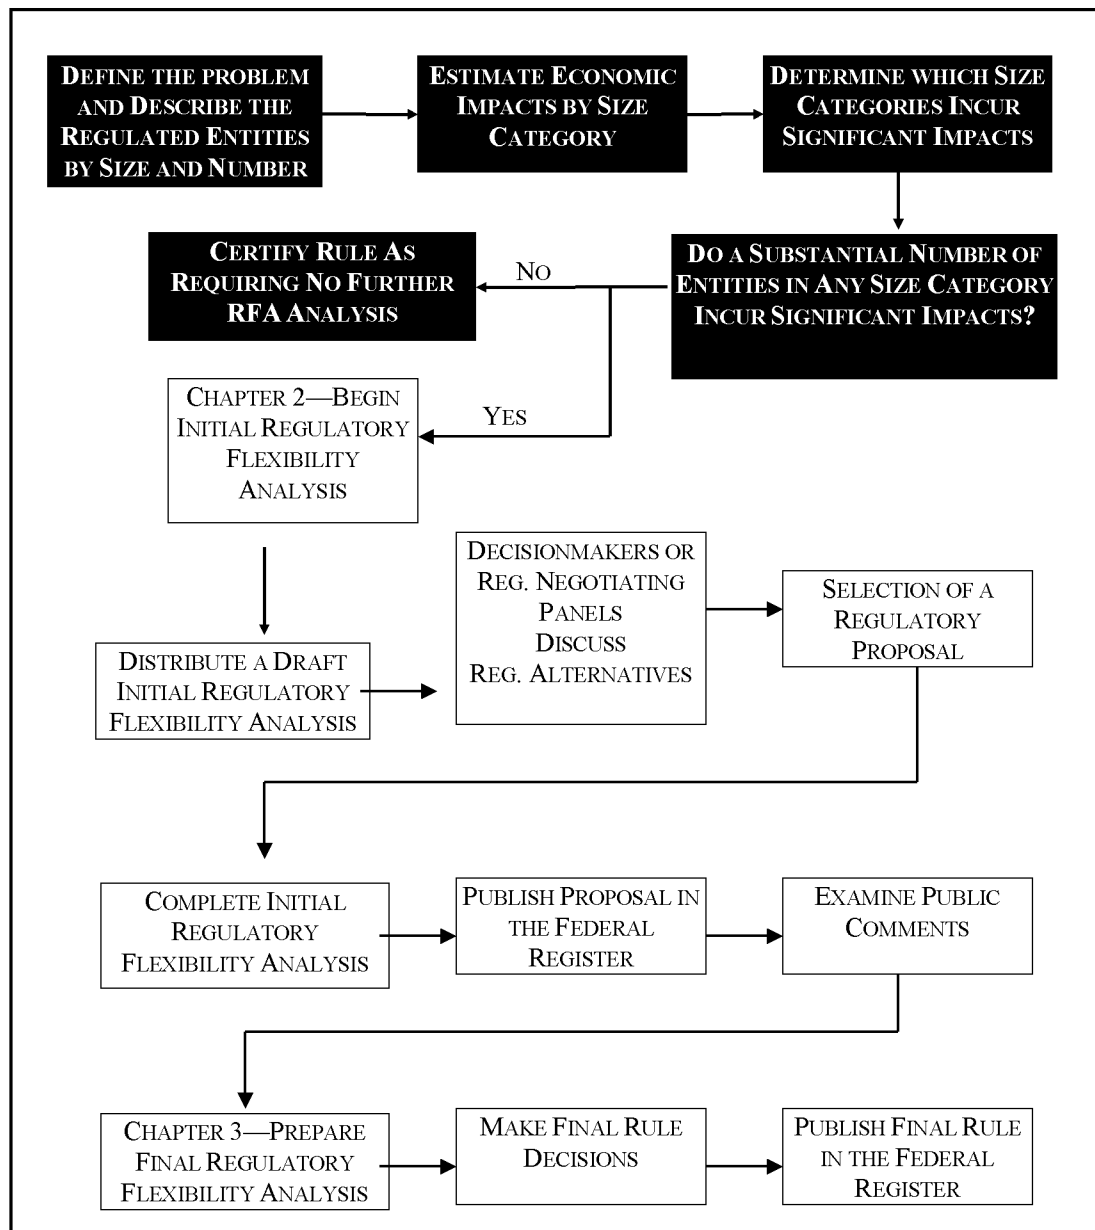 DEFINE THE PROBLEM
AND DESCRIBE THE
REGULATED ENTITIES
BY SIZE AND NUMBER
ESTIMATE ECONOMIC
IMPACTS BY SIZE
CATEGORY
DETERMINE WHICH SIZE
CATEGORIES INCUR
SIGNIFICANT IMPACTS
CERTIFY RULE AS
REQUIRING NO FURTHER
RFA ANALYSIS
NO
DO A SUBSTANTIAL NUMBER OF
ENTITIES IN ANY SIZE CATEGORY
INCUR SIGNIFICANT IMPACTS?
CHAPTER 2—BEGIN
INITIAL REGULATORY
FLEXIBILITY
ANALYSIS
YES
DISTRIBUTE A DRAFT
INITIAL REGULATORY
FLEXIBILITY ANALYSIS
DECISIONMAKERS OR
REG. NEGOTIATING
PANELS
DISCUSS
REG. ALTERNATIVES
SELECTION OF A
REGULATORY
PROPOSAL
COMPLETE INITIAL
REGULATORY
FLEXIBILITY ANALYSIS
PUBLISH PROPOSAL IN
THE FEDERAL
REGISTER
EXAMINE PUBLIC
COMMENTS
CHAPTER 3—PREPARE
FINAL REGULATORY
FLEXIBILITY ANALYSIS
MAKE FINAL RULE
DECISIONS
PUBLISH FINAL RULE
IN THE FEDERAL
REGISTER